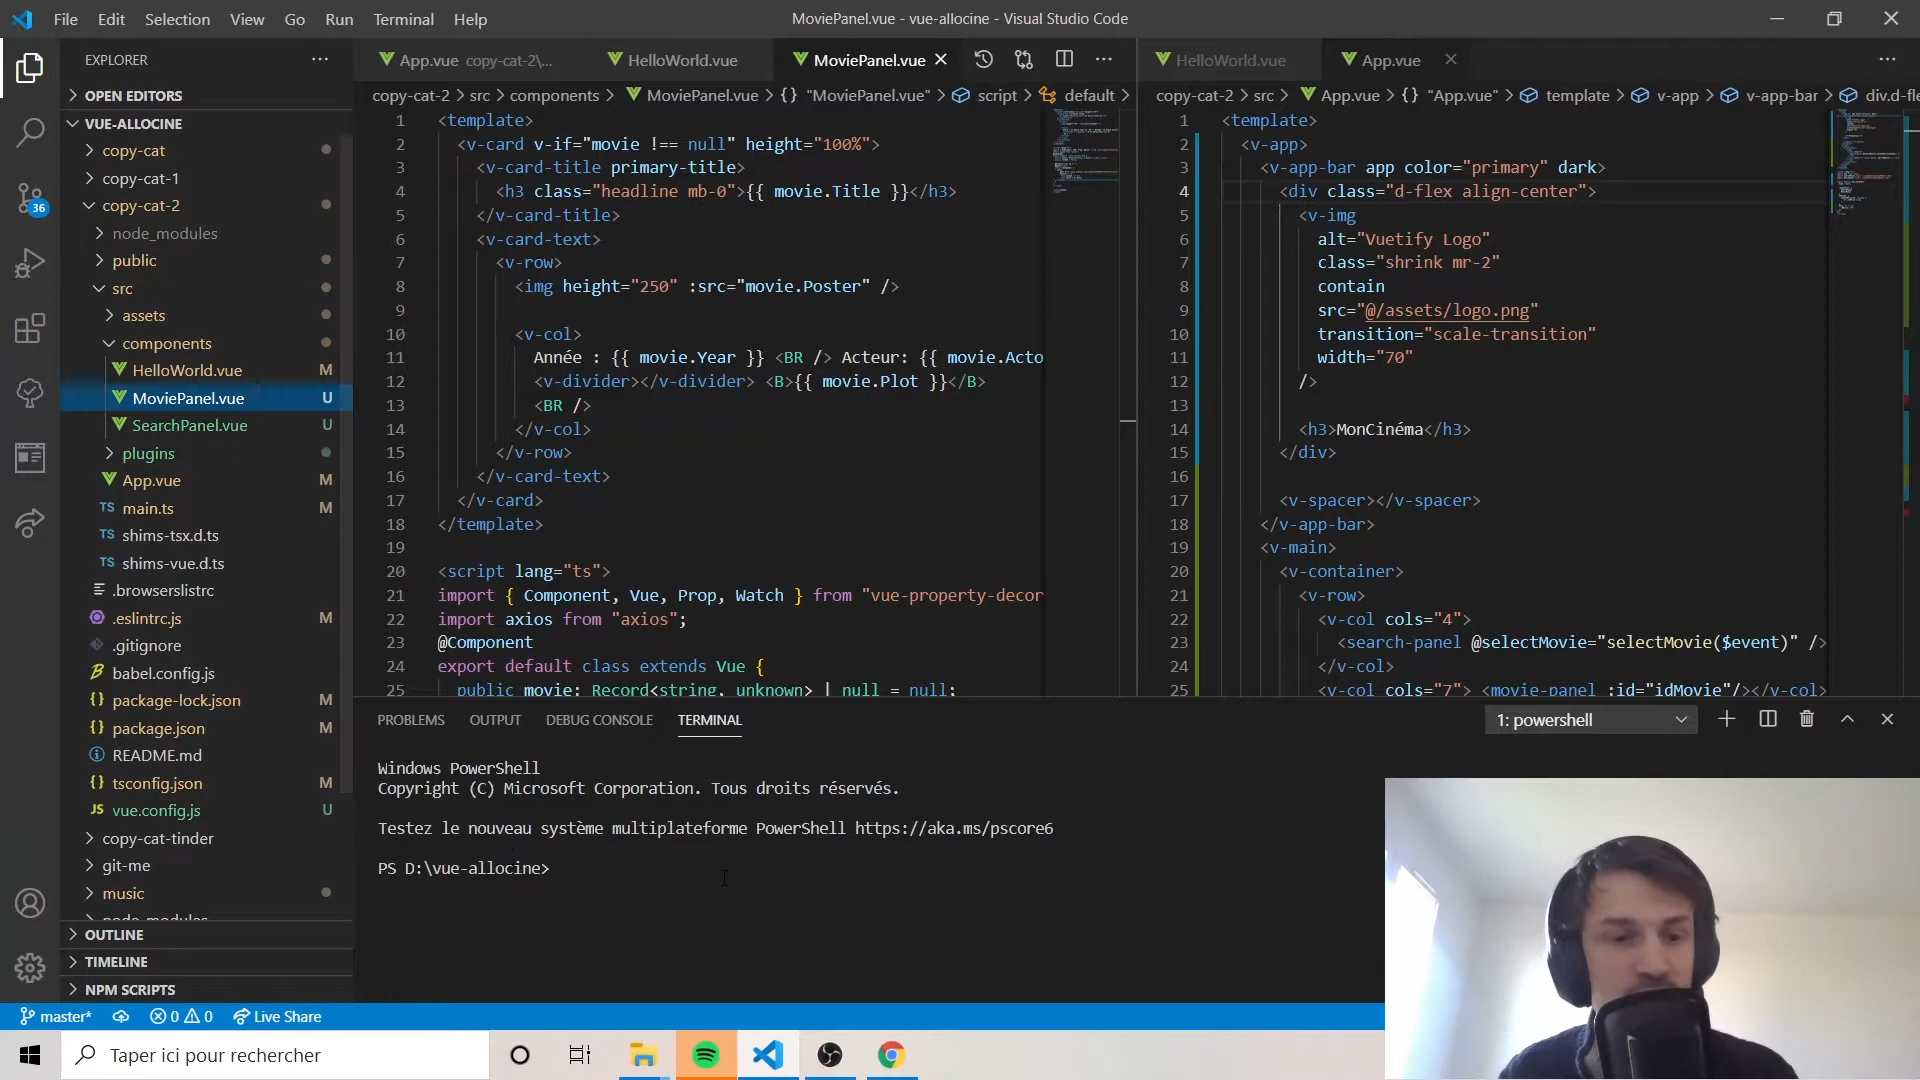 File Edit Selection View Go Run Terminal Help
MoviePanel.vue - vue-allocine - Visual Studio Code
EXPLORER
OPEN EDITORS
VUE-ALLOCINE
copy-cat
copy-cat-1
copy-cat-2
node_modules
public
src
assets
components
HelloWorld.vue M
MoviePanel.vue U
SearchPanel.vue U
plugins
App.vue M
main.ts M
shims-tsx.d.ts
shims-vue.d.ts
.browserslistrc
.eslintrc.js M
.gitignore
babel.config.js
package-lock.json M
package.json M
README.md
tsconfig.json M
vue.config.js U
copy-cat-tinder
git-me
music
node_modules
OUTLINE
TIMELINE
NPM SCRIPTS
36
App.vue copy-cat-2\...
HelloWorld.vue
MoviePanel.vue
copy-cat-2 > src > components > MoviePanel.vue > {} "MoviePanel.vue" > script > default >
1 <template>
2 <v-card v-if="movie !== null" height="100%">
3 <v-card-title primary-title>
4 <h3 class="headline mb-0">{{ movie.Title }}</h3>
5 </v-card-title>
6 <v-card-text>
7 <v-row>
8 <img height="250" :src="movie.Poster" />
9
10 <v-col>
11 Année : {{ movie.Year }} <BR /> Acteur: {{ movie.Acto
12 <v-divider></v-divider> <B>{{ movie.Plot }}</B>
13 <BR />
14 </v-col>
15 </v-row>
16 </v-card-text>
17 </v-card>
18 </template>
19
20 <script lang="ts">
21 import { Component, Vue, Prop, Watch } from "vue-property-decor
22 import axios from "axios";
23 @Component
24 export default class extends Vue {
25 public movie: Record<string, unknown> | null = null;
HelloWorld.vue
App.vue
copy-cat-2 > src > App.vue > {} "App.vue" > template > v-app > v-app-bar > div.d-fle
1 <template>
2 <v-app>
3 <v-app-bar app color="primary" dark>
4 <div class="d-flex align-center">
5 <v-img
6 alt="Vuetify Logo"
7 class="shrink mr-2"
8 contain
9 src="@/assets/logo.png"
10 transition="scale-transition"
11 width="70"
12 />
13
14 <h3>MonCinéma</h3>
15 </div>
16
17 <v-spacer></v-spacer>
18 </v-app-bar>
19 <v-main>
20 <v-container>
21 <v-row>
22 <v-col cols="4">
23 <search-panel @selectMovie="selectMovie($event)" />
24 </v-col>
25 <v-col cols="7"> <movie-panel :id="idMovie"/></v-col>
PROBLEMS OUTPUT DEBUG CONSOLE TERMINAL
1: powershell
Windows PowerShell
Copyright (C) Microsoft Corporation. Tous droits réservés.
Testez le nouveau système multiplateforme PowerShell https://aka.ms/pscore6
PS D:\vue-allocine>
master* 0 0 Live Share
Taper ici pour rechercher